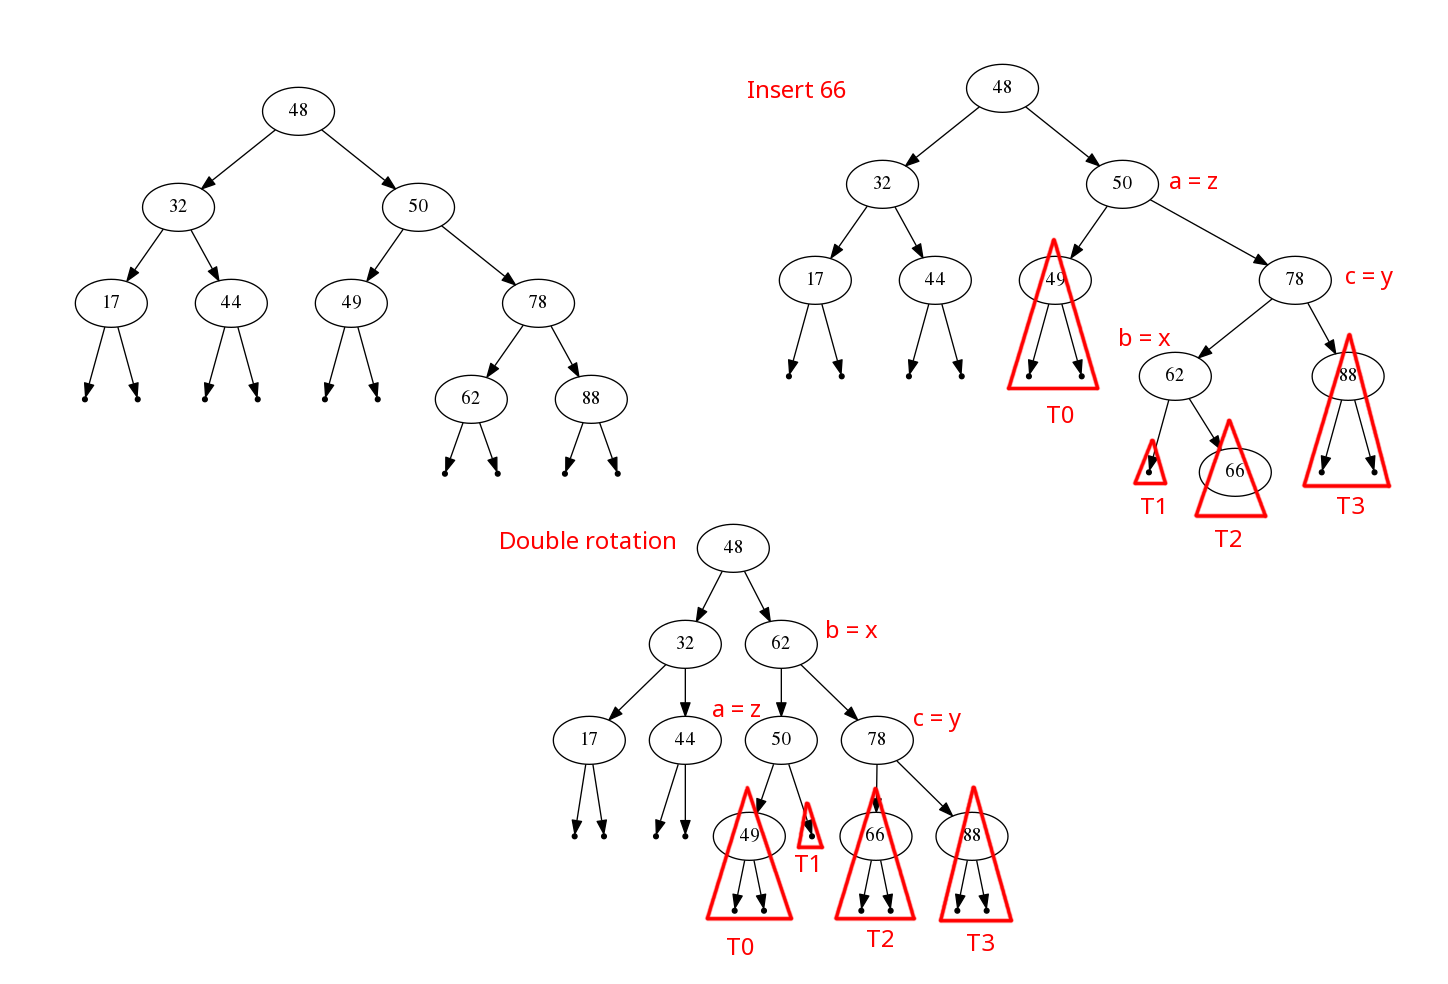 48
32
50
17
44
49
78
62
88
Insert 66
48
32
50
a = z
17
44
49
78
c = y
b = x
62
88
T0
66
T1
T3
T2
Double rotation
48
32
62
b = x
a = z
c = y
17
44
50
78
49
66
88
T1
T0
T2
T3